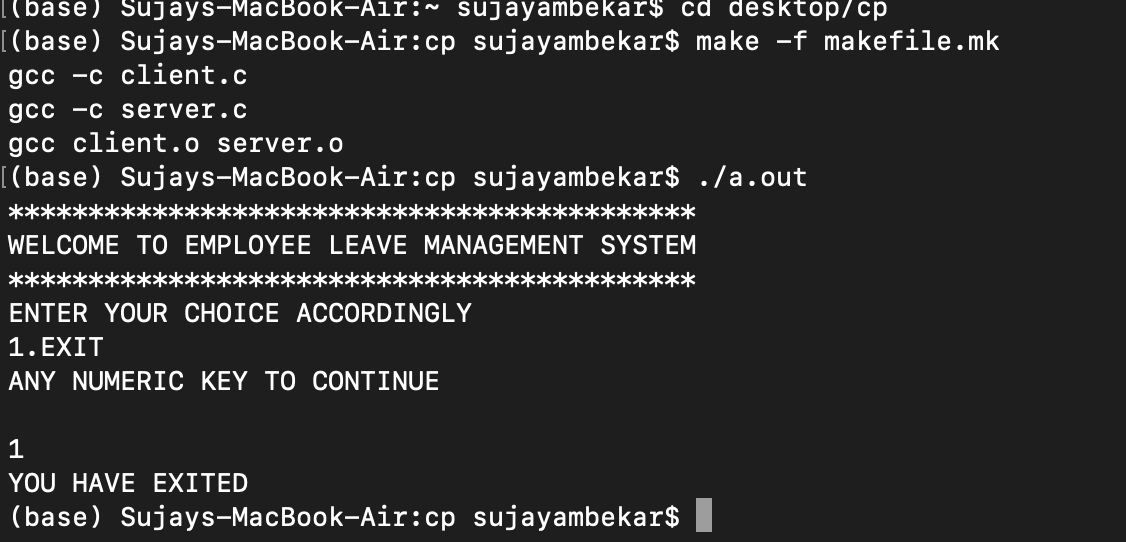 (base) Sujays-MacBook-Air:~ sujayambekar$ cd desktop/cp
[(base) Sujays-MacBook-Air:cp sujayambekar$ make -f makefile.mk
gcc -c client.c
gcc -c server.c
gcc client.o server.o
[(base) Sujays-MacBook-Air:cp sujayambekar$ ./a.out
*******************************************
WELCOME TO EMPLOYEE LEAVE MANAGEMENT SYSTEM
*******************************************
ENTER YOUR CHOICE ACCORDINGLY
1.EXIT
ANY NUMERIC KEY TO CONTINUE
1
YOU HAVE EXITED
(base) Sujays-MacBook-Air:cp sujayambekar$